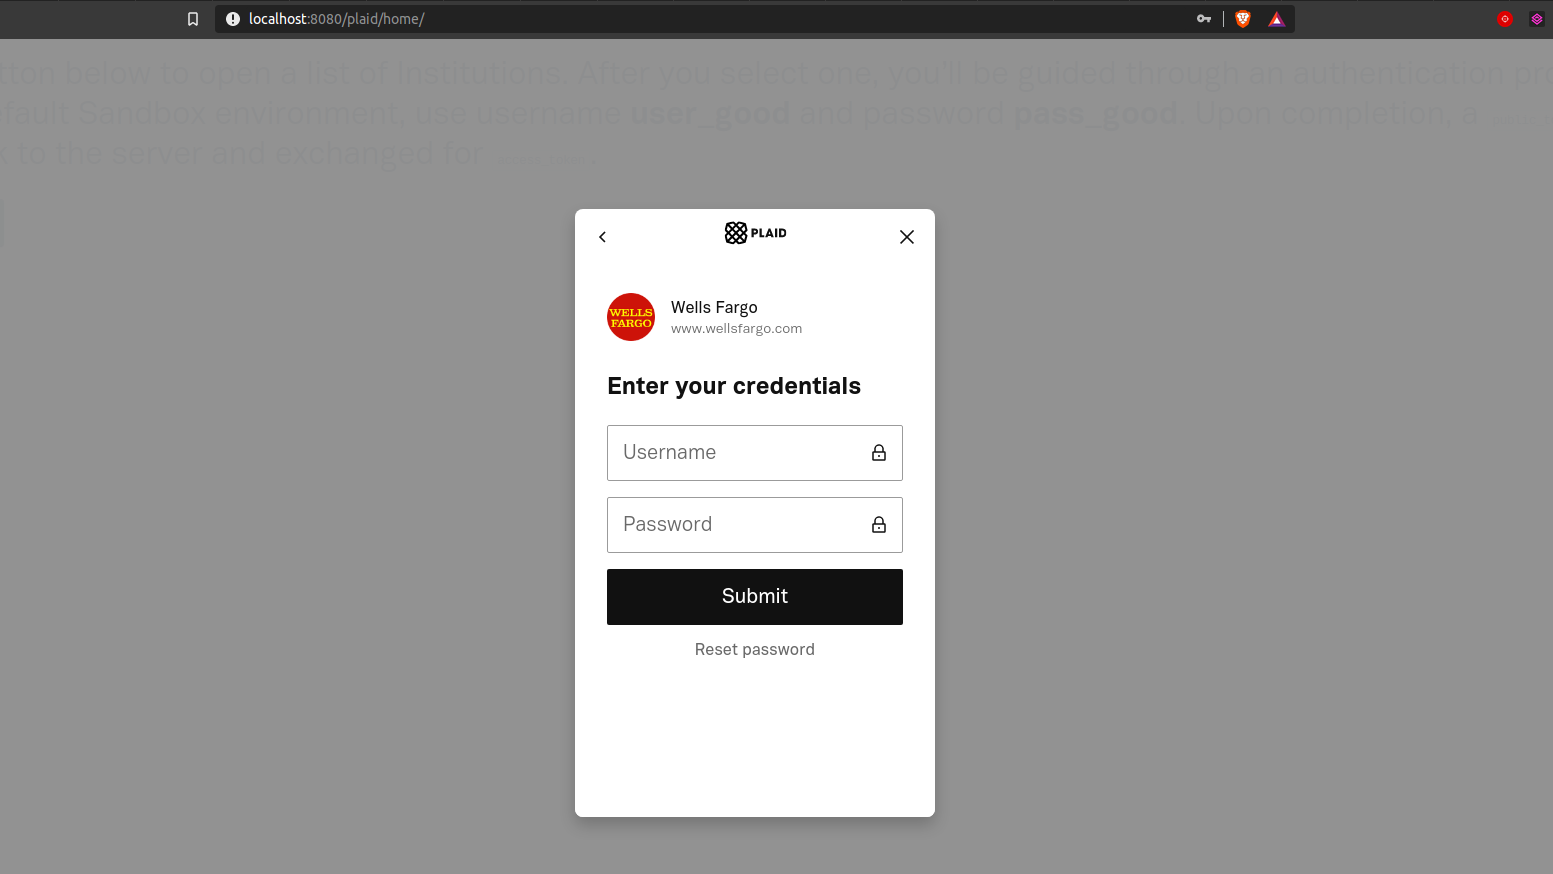 localhost:8080/plaid/home/
tton below to open a list of Institutions. After you select one, you'll be guided through an authentication pro
fault Sandbox environment, use username user_good and password pass_good. Upon completion, a
k to the server and exchanged for
PLAID
WELLS
FARGO
Wells Fargo
www.wellsfargo.com
Enter your credentials
Username
Password
Submit
Reset password